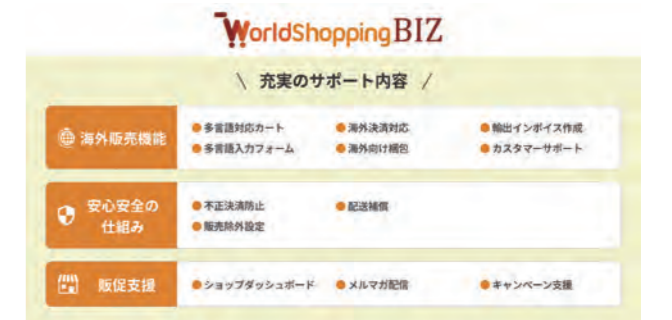 WorldShopping BIZ
\ 充実のサポート内容 /
海外販売機能
● 多言語対応カート ● 海外決済対応 ● 輸出インボイス作成
● 多言語入力フォーム ● 海外向け梱包 ● カスタマーサポート
安心安全の
仕組み
● 不正決済防止 ● 配送補償
● 販売除外設定
販促支援
● ショップダッシュボード ● メルマガ配信 ● キャンペーン支援